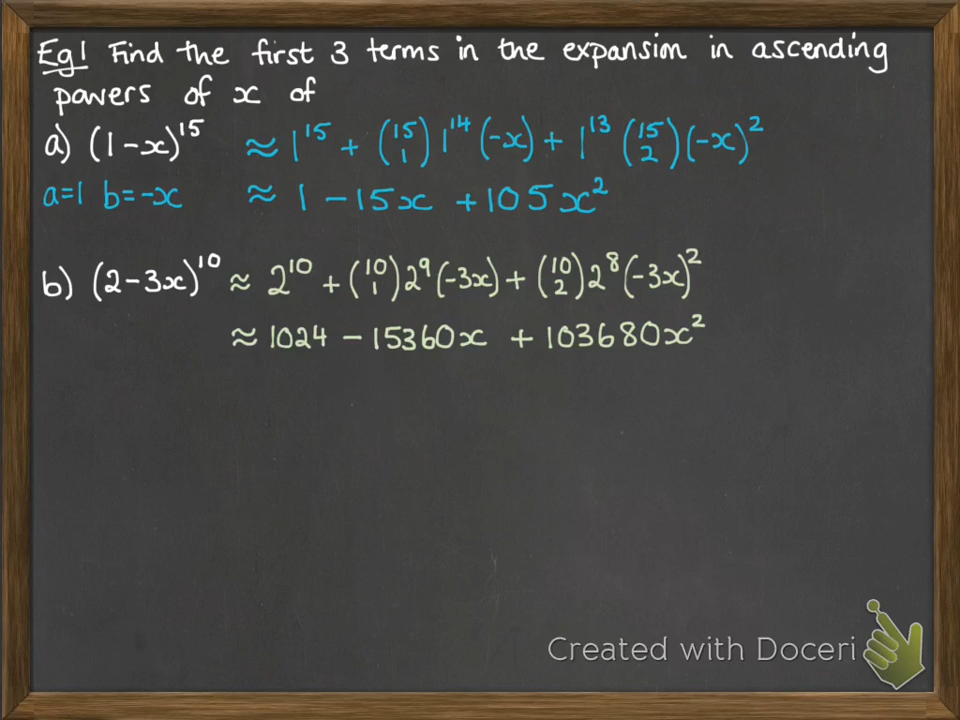 Eg1 Find the first 3 terms in the expansion in ascending
powers of x of
a) (1-x)^15 ≈ 1^15 + (15 1) 1^14 (-x) + 1^13 (15 2) (-x)^2
a=1 b=-x ≈ 1 - 15x + 105x^2
b) (2-3x)^10 ≈ 2^10 + (10 1) 2^9 (-3x) + (10 2) 2^8 (-3x)^2
≈ 1024 - 15360x + 103680x^2
Created with Doceri